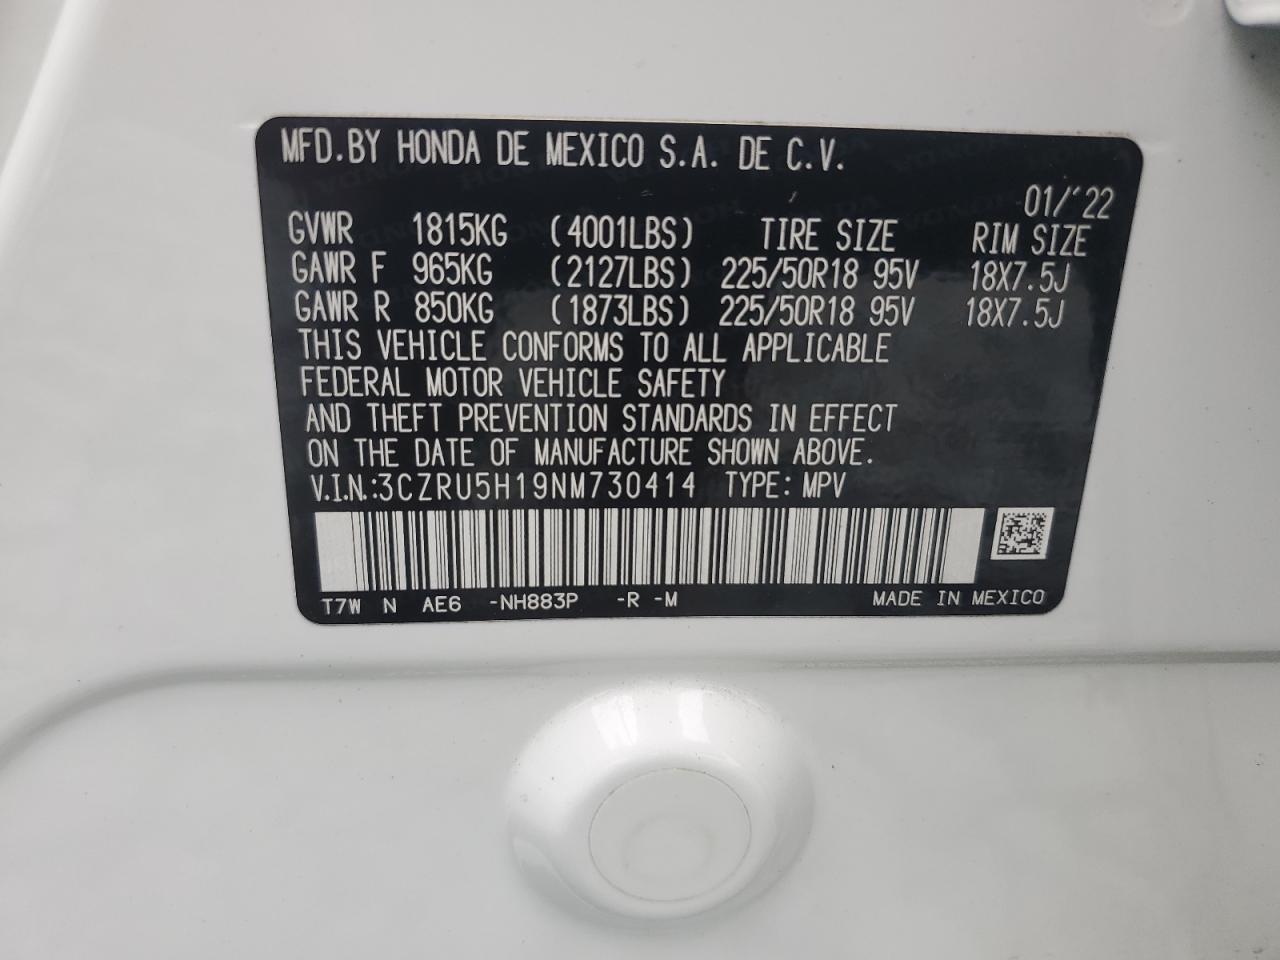 MFD.BY HONDA DE MEXICO S.A. DE C.V.
01/'22
GVWR 1815KG (4001LBS) TIRE SIZE RIM SIZE
GAWR F 965KG (2127LBS) 225/50R18 95V 18X7.5J
GAWR R 850KG (1873LBS) 225/50R18 95V 18X7.5J
THIS VEHICLE CONFORMS TO ALL APPLICABLE
FEDERAL MOTOR VEHICLE SAFETY
AND THEFT PREVENTION STANDARDS IN EFFECT
ON THE DATE OF MANUFACTURE SHOWN ABOVE.
V.I.N.:3CZRU5H19NM730414 TYPE: MPV
T7W N AE6 -NH883P -R -M MADE IN MEXICO